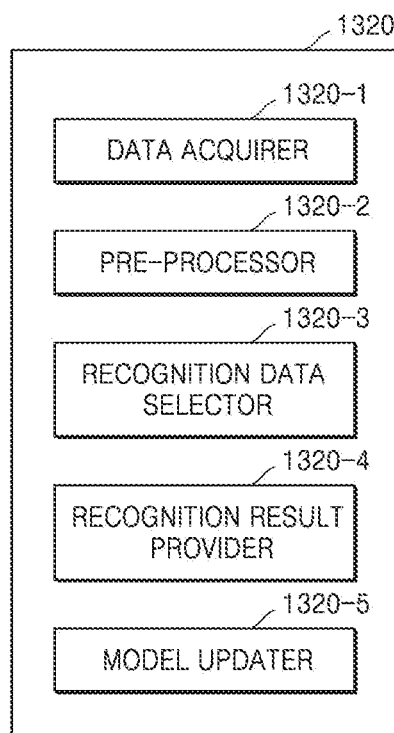 1320
1320-1
DATA ACQUIRER
1320-2
PRE-PROCESSOR
1320-3
RECOGNITION DATA
SELECTOR
1320-4
RECOGNITION RESULT
PROVIDER
1320-5
MODEL UPDATER